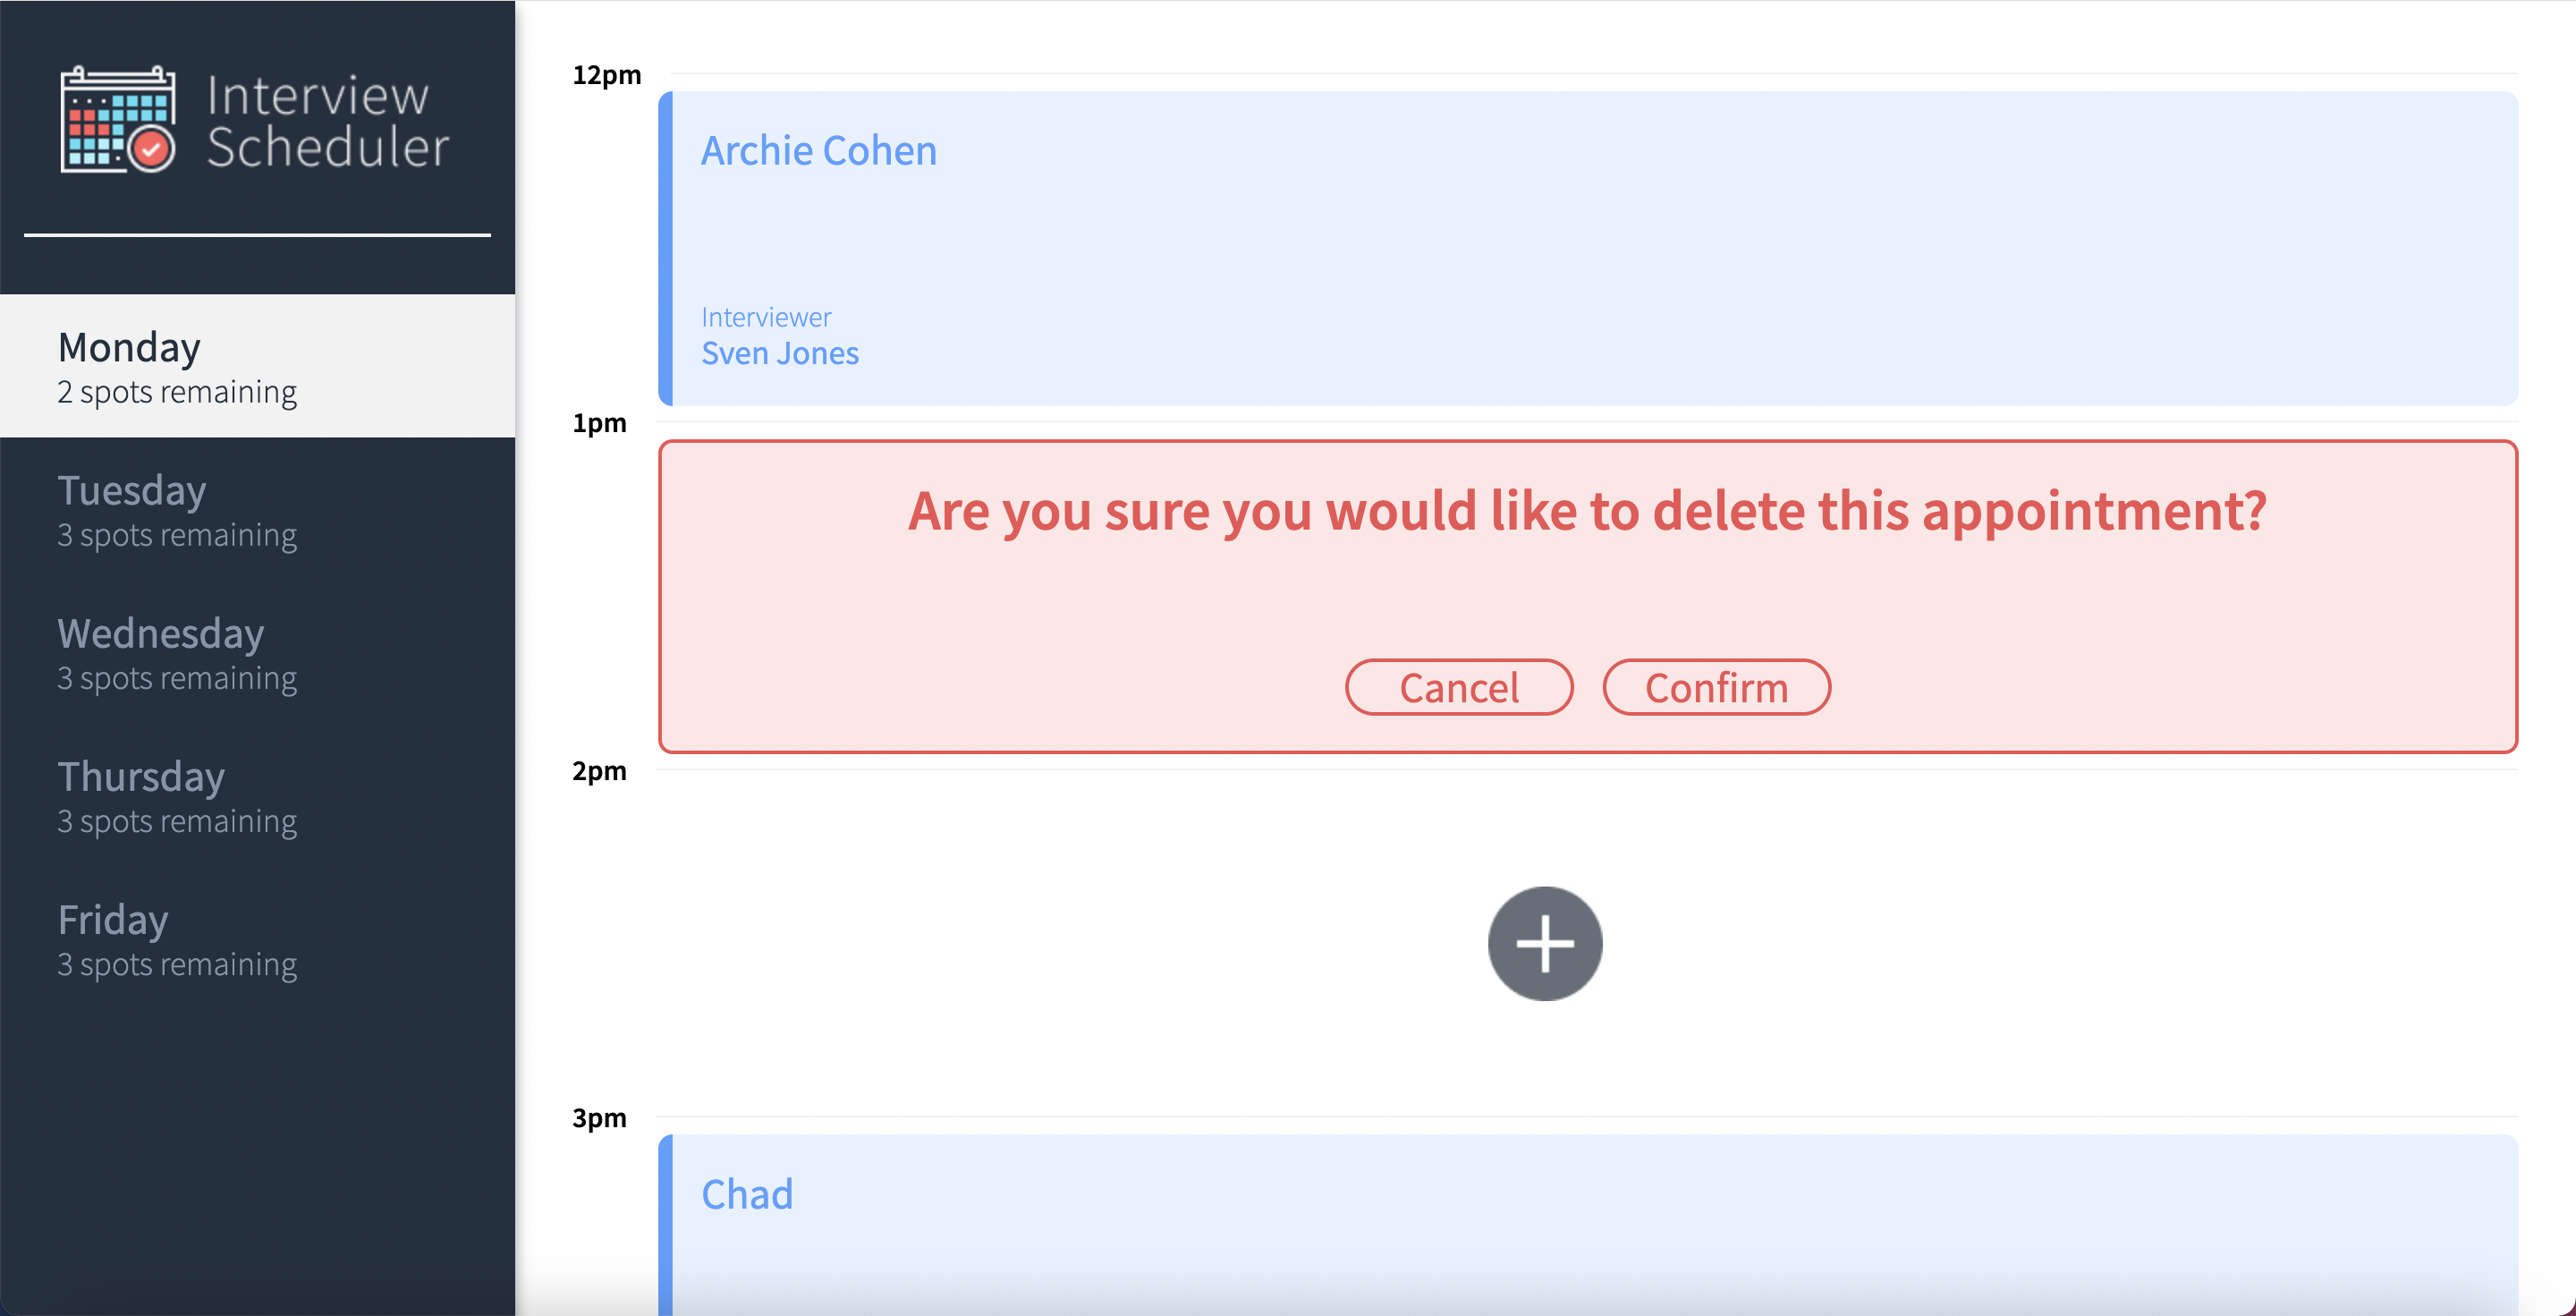 Interview
Scheduler
Monday
2 spots remaining
Tuesday
3 spots remaining
Wednesday
3 spots remaining
Thursday
3 spots remaining
Friday
3 spots remaining
12pm
Archie Cohen
Interviewer
Sven Jones
1pm
Are you sure you would like to delete this appointment?
Cancel
Confirm
2pm
3pm
Chad